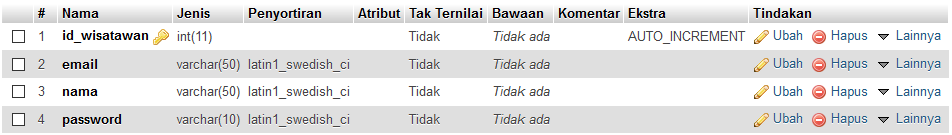 # Nama Jenis Penyortiran Atribut Tak Ternilai Bawaan Komentar Ekstra Tindakan
1 id_wisatawan int(11) Tidak Tidak ada AUTO_INCREMENT Ubah Hapus Lainnya
2 email varchar(50) latin1_swedish_ci Tidak Tidak ada Ubah Hapus Lainnya
3 nama varchar(50) latin1_swedish_ci Tidak Tidak ada Ubah Hapus Lainnya
4 password varchar(10) latin1_swedish_ci Tidak Tidak ada Ubah Hapus Lainnya